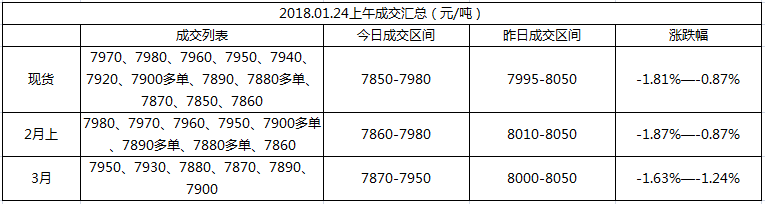 2018.01.24上午成交汇总（元/吨）
成交列表 今日成交区间 昨日成交区间 涨跌幅
现货 7970、7980、7960、7950、7940、
7920、7900多单、7890、7880多单、
7870、7850、7860 7850-7980 7995-8050 -1.81%—-0.87%
2月上 7980、7970、7960、7950、7900多单
、7890多单、7880多单、7860 7860-7980 8010-8050 -1.87%—-0.87%
3月 7950、7930、7880、7870、7890、
7900 7870-7950 8000-8050 -1.63%—-1.24%